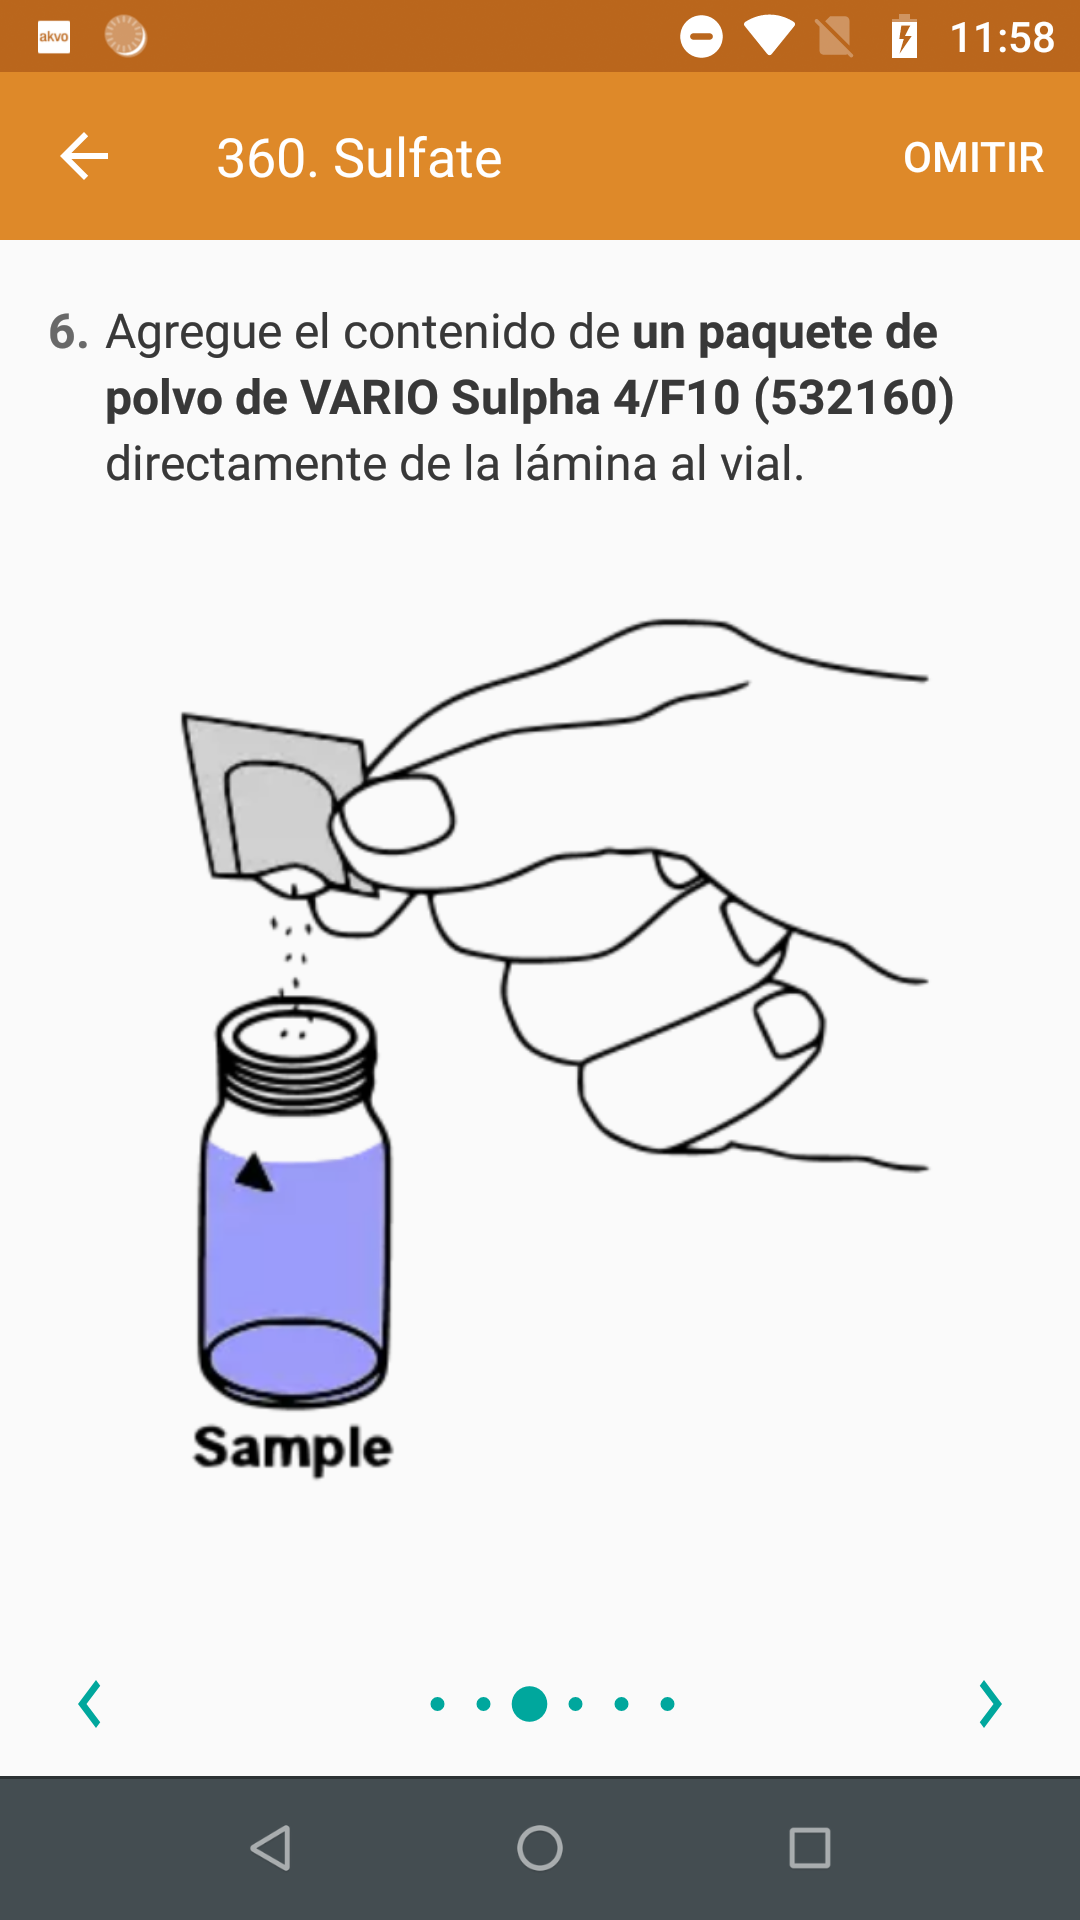 akvo
11:58
360. Sulfate
OMITIR
6. Agregue el contenido de un paquete de
polvo de VARIO Sulpha 4/F10 (532160)
directamente de la lámina al vial.
Sample